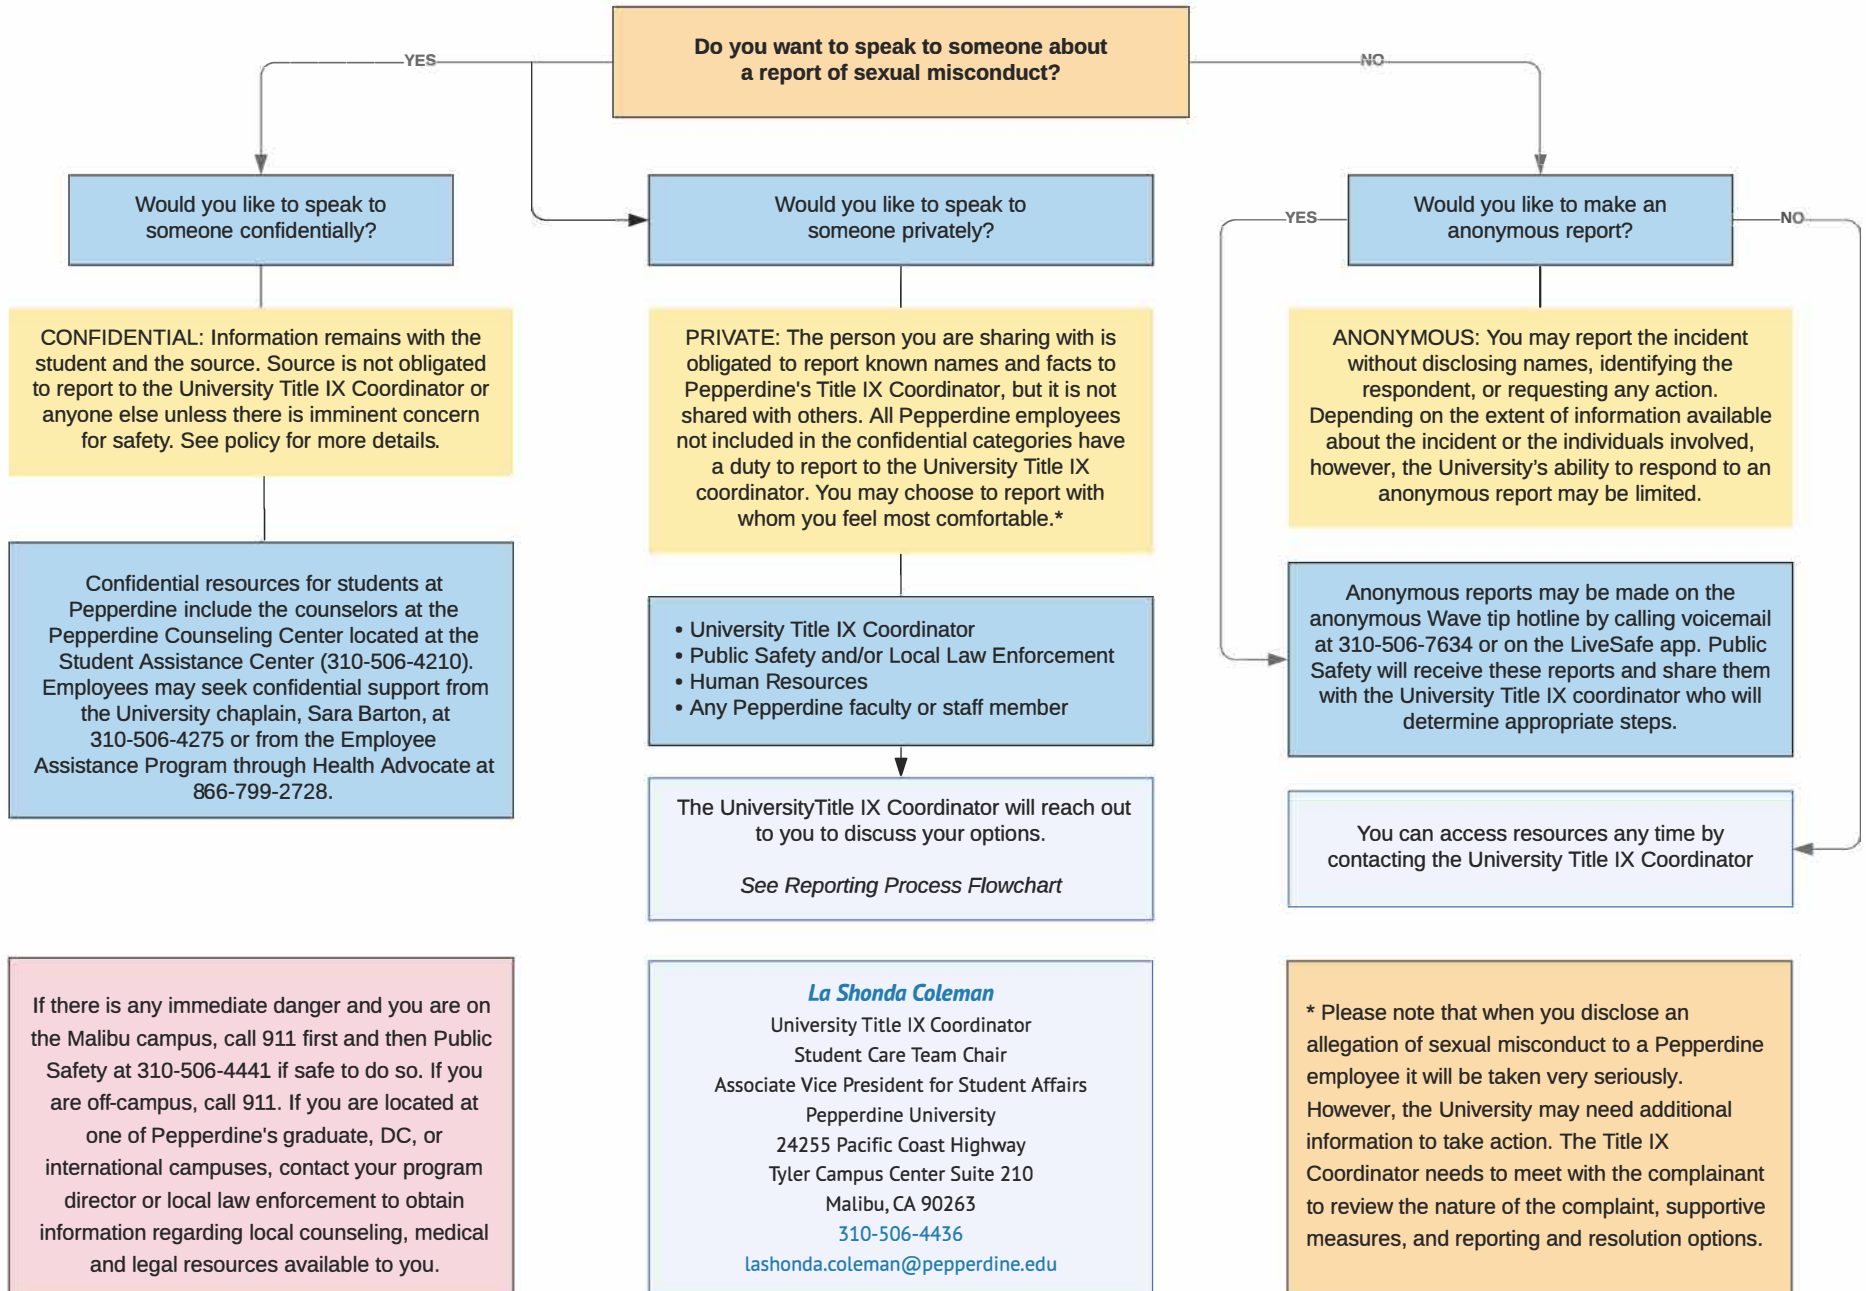 Do you want to speak to someone about
a report of sexual misconduct?
YES
NO
Would you like to speak to
someone confidentially?
CONFIDENTIAL: Information remains with the
student and the source. Source is not obligated
to report to the University Title IX Coordinator or
anyone else unless there is imminent concern
for safety. See policy for more details.
Confidential resources for students at
Pepperdine include the counselors at the
Pepperdine Counseling Center located at the
Student Assistance Center (310-506-4210).
Employees may seek confidential support from
the University chaplain, Sara Barton, at
310-506-4275 or from the Employee
Assistance Program through Health Advocate at
866-799-2728.
Would you like to speak to
someone privately?
PRIVATE: The person you are sharing with is
obligated to report known names and facts to
Pepperdine's Title IX Coordinator, but it is not
shared with others. All Pepperdine employees
not included in the confidential categories have
a duty to report to the University Title IX
coordinator. You may choose to report with
whom you feel most comfortable.*
• University Title IX Coordinator
• Public Safety and/or Local Law Enforcement
• Human Resources
• Any Pepperdine faculty or staff member
The UniversityTitle IX Coordinator will reach out
to you to discuss your options.
See Reporting Process Flowchart
Would you like to make an
anonymous report?
YES
NO
ANONYMOUS: You may report the incident
without disclosing names, identifying the
respondent, or requesting any action.
Depending on the extent of information available
about the incident or the individuals involved,
however, the University’s ability to respond to an
anonymous report may be limited.
Anonymous reports may be made on the
anonymous Wave tip hotline by calling voicemail
at 310-506-7634 or on the LiveSafe app. Public
Safety will receive these reports and share them
with the University Title IX coordinator who will
determine appropriate steps.
You can access resources any time by
contacting the University Title IX Coordinator
If there is any immediate danger and you are on
the Malibu campus, call 911 first and then Public
Safety at 310-506-4441 if safe to do so. If you
are off-campus, call 911. If you are located at
one of Pepperdine's graduate, DC, or
international campuses, contact your program
director or local law enforcement to obtain
information regarding local counseling, medical
and legal resources available to you.
La Shonda Coleman
University Title IX Coordinator
Student Care Team Chair
Associate Vice President for Student Affairs
Pepperdine University
24255 Pacific Coast Highway
Tyler Campus Center Suite 210
Malibu, CA 90263
310-506-4436
lashonda.coleman@pepperdine.edu
* Please note that when you disclose an
allegation of sexual misconduct to a Pepperdine
employee it will be taken very seriously.
However, the University may need additional
information to take action. The Title IX
Coordinator needs to meet with the complainant
to review the nature of the complaint, supportive
measures, and reporting and resolution options.